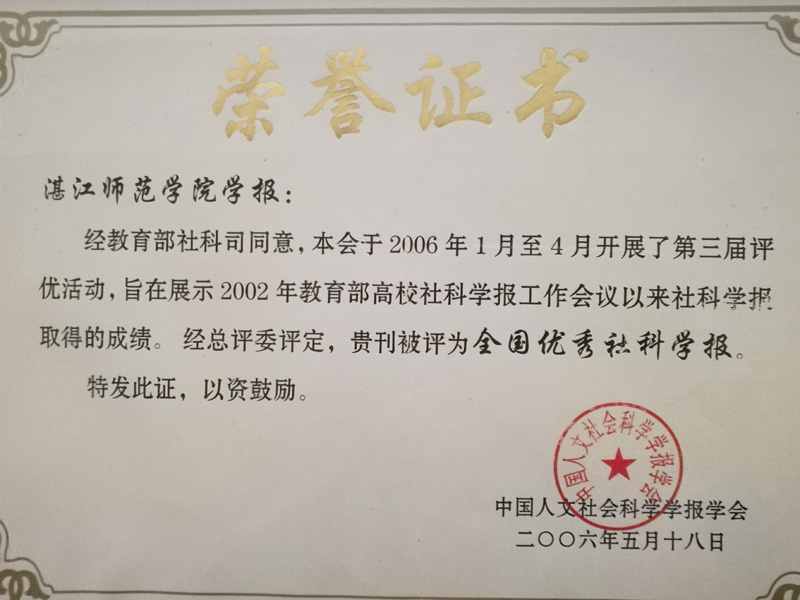 荣誉证书
湛江师范学院学报：
经教育部社科司同意，本会于2006年1月至4月开展了第三届评
优活动，旨在展示2002年教育部高校社科学报工作会议以来社科学报
取得的成绩。经总评委评定，贵刊被评为全国优秀社科学报。
特发此证，以资鼓励。
中国人文社会科学学报学会
中国人文社会科学学报学会
二〇〇六年五月十八日